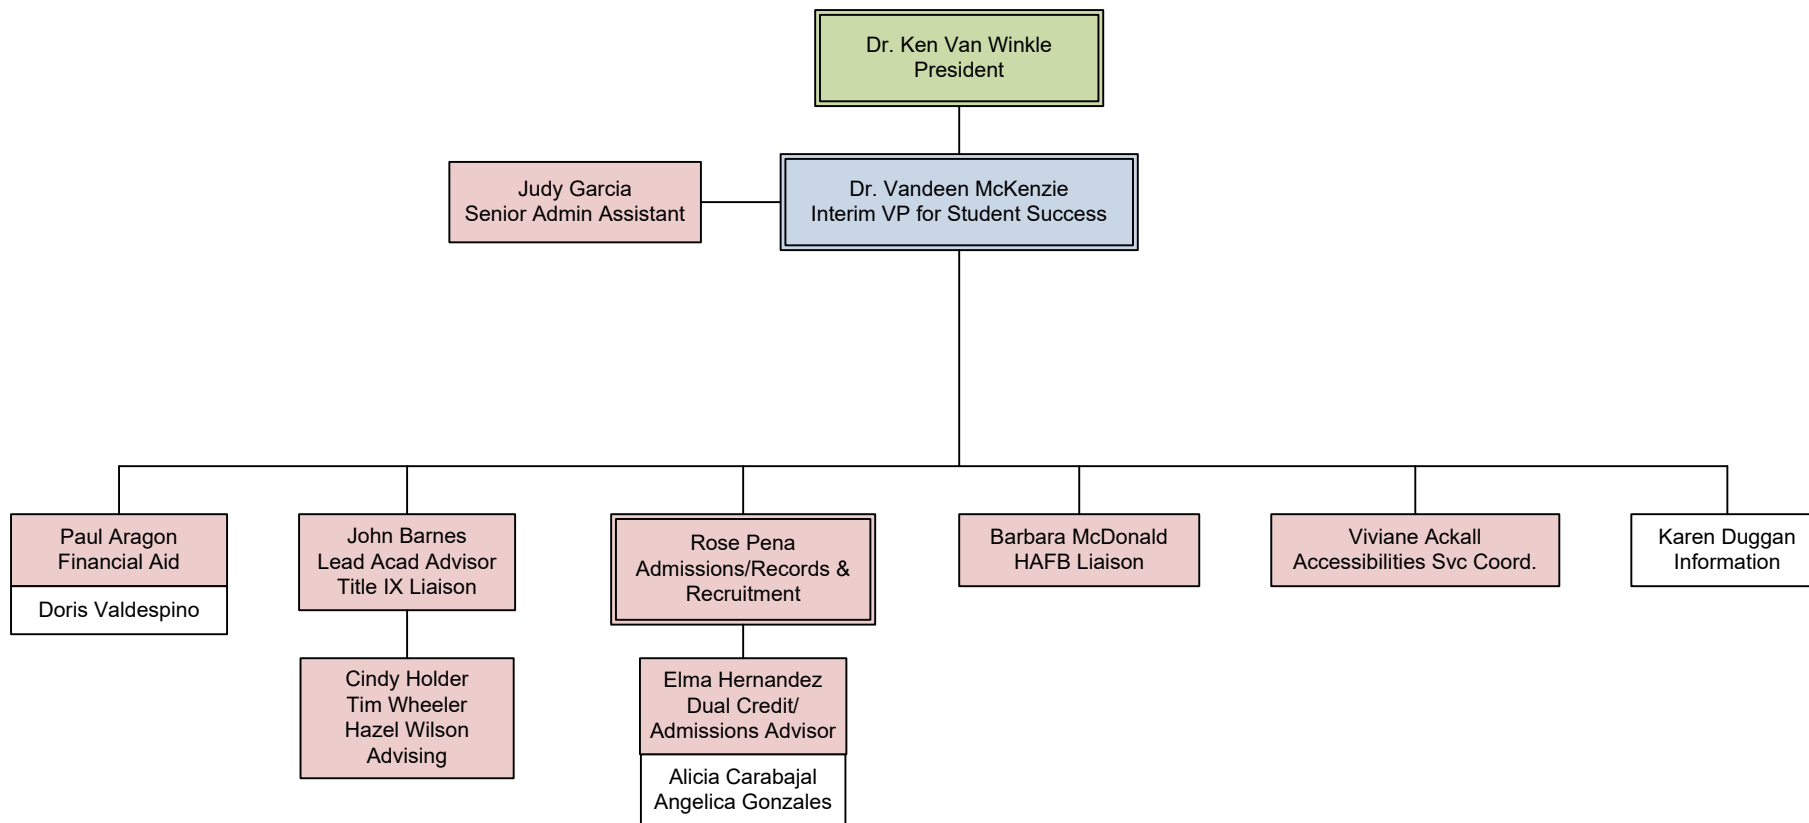 Dr. Ken Van Winkle
President
Judy Garcia
Senior Admin Assistant
Dr. Vandeen McKenzie
Interim VP for Student Success
Paul Aragon
Financial Aid
Doris Valdespino
John Barnes
Lead Acad Advisor
Title IX Liaison
Cindy Holder
Tim Wheeler
Hazel Wilson
Advising
Rose Pena
Admissions/Records &
Recruitment
Elma Hernandez
Dual Credit/
Admissions Advisor
Alicia Carabajal
Angelica Gonzales
Barbara McDonald
HAFB Liaison
Viviane Ackall
Accessibilities Svc Coord.
Karen Duggan
Information